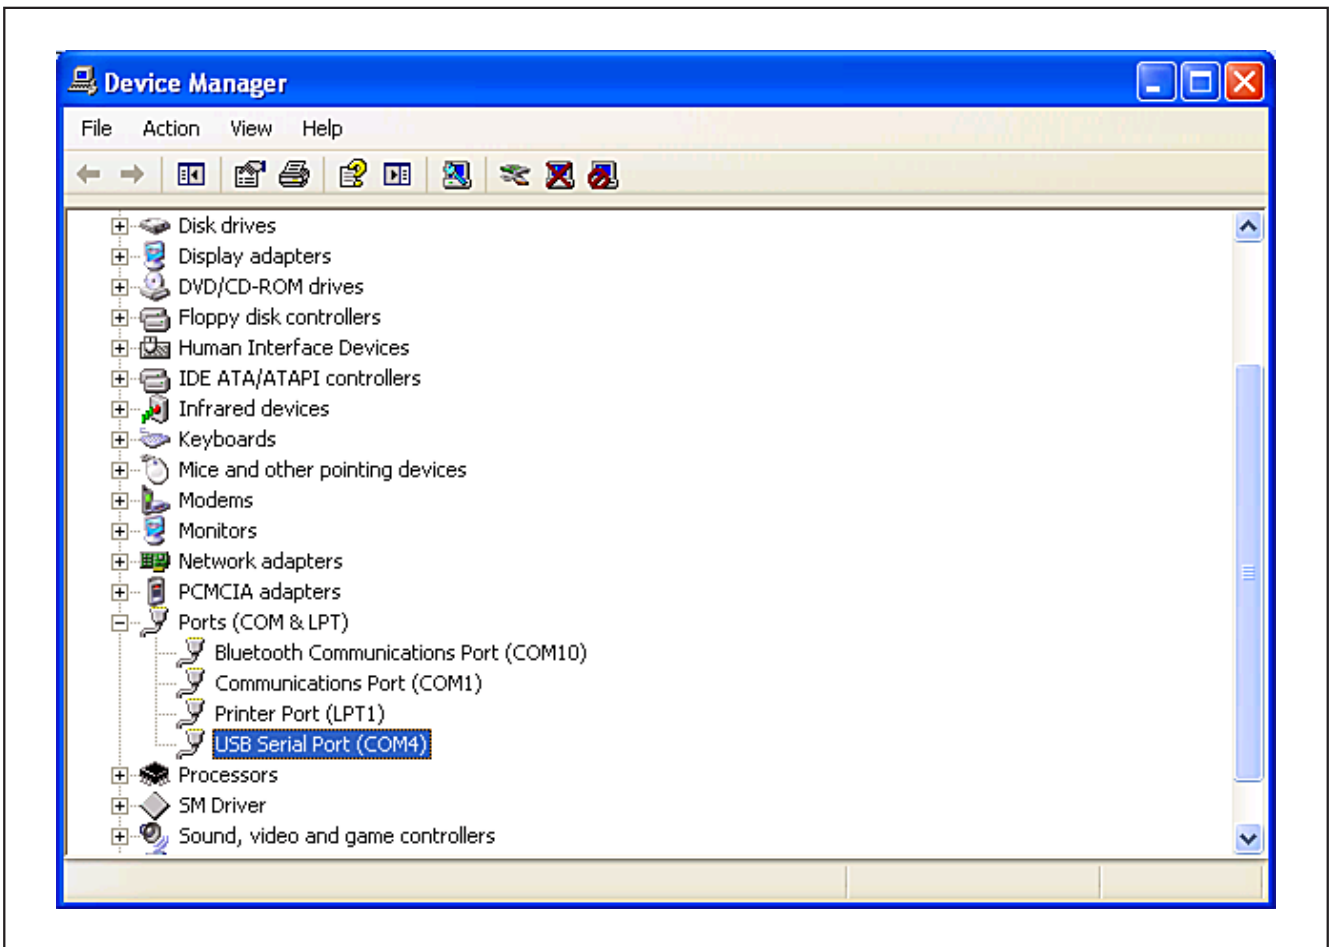 Device Manager
File Action View Help
Disk drives
Display adapters
DVD/CD-ROM drives
Floppy disk controllers
Human Interface Devices
IDE ATA/ATAPI controllers
Infrared devices
Keyboards
Mice and other pointing devices
Modems
Monitors
Network adapters
PCMCIA adapters
Ports (COM & LPT)
Bluetooth Communications Port (COM10)
Communications Port (COM1)
Printer Port (LPT1)
USB Serial Port (COM4)
Processors
SM Driver
Sound, video and game controllers